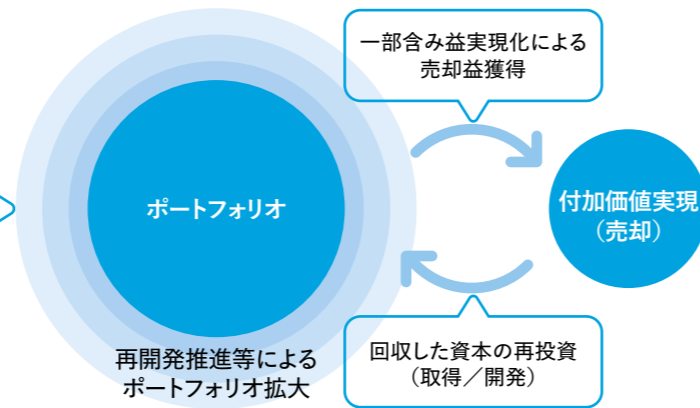 一部含み益実現化による
売却益獲得
ポートフォリオ
付加価値実現
（売却）
再開発推進等による
ポートフォリオ拡大
回収した資本の再投資
（取得／開発）